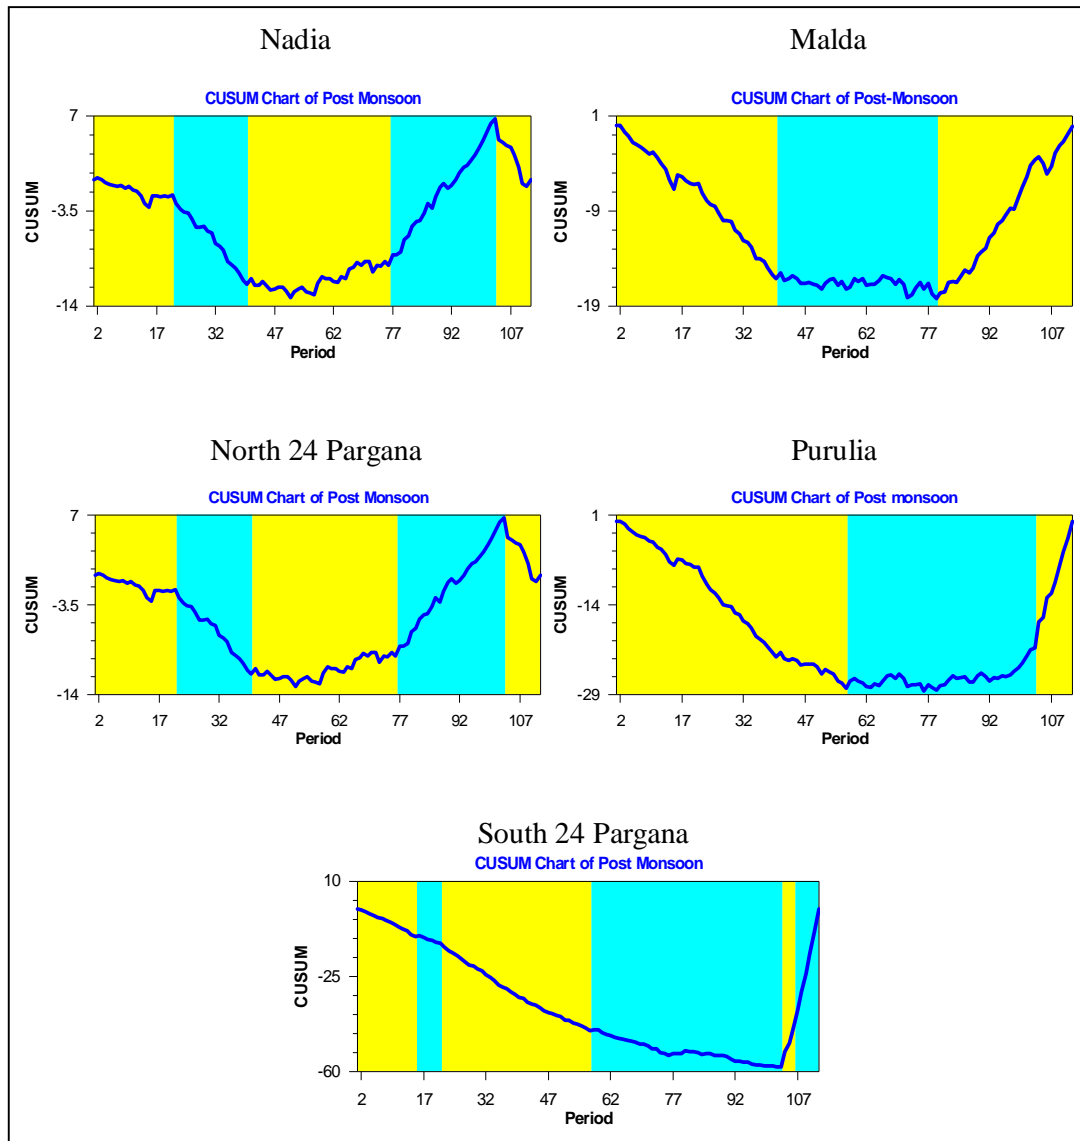 Nadia
CUSUM Chart of Post Monsoon
7
-3.5
-14
CUSUM
2 17 32 47 62 77 92 107
Period
Malda
CUSUM Chart of Post-Monsoon
1
-9
-19
CUSUM
2 17 32 47 62 77 92 107
Period
North 24 Pargana
CUSUM Chart of Post Monsoon
7
-3.5
-14
CUSUM
2 17 32 47 62 77 92 107
Period
Purulia
CUSUM Chart of Post monsoon
1
-14
-29
CUSUM
2 17 32 47 62 77 92 107
Period
South 24 Pargana
CUSUM Chart of Post Monsoon
10
-25
-60
CUSUM
2 17 32 47 62 77 92 107
Period